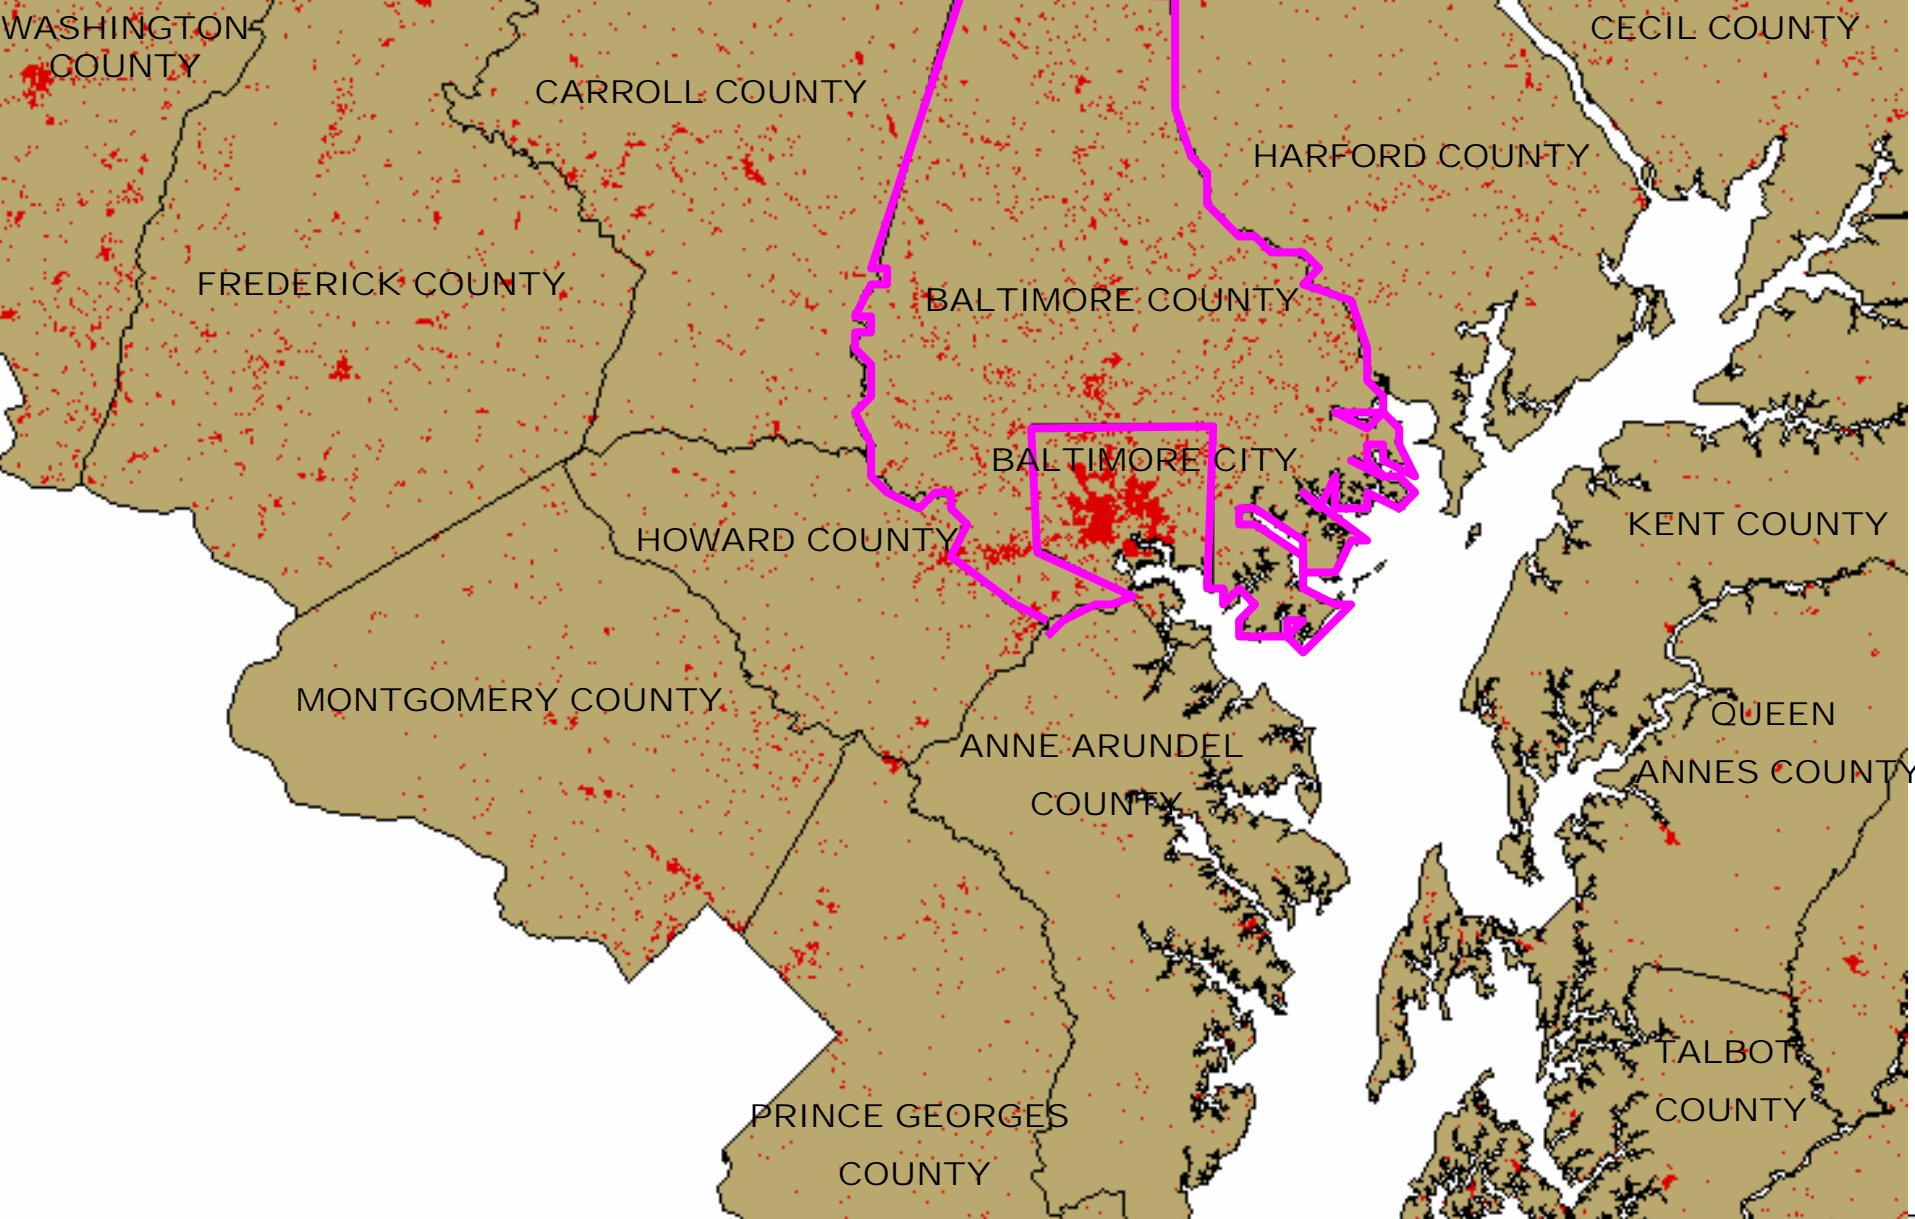 WASHINGTON
COUNTY
CECIL COUNTY
CARROLL COUNTY
HARFORD COUNTY
FREDERICK COUNTY
BALTIMORE COUNTY
BALTIMORE CITY
HOWARD COUNTY
KENT COUNTY
MONTGOMERY COUNTY
QUEEN
ANNES COUNTY
ANNE ARUNDEL
COUNTY
TALBOT
COUNTY
PRINCE GEORGES
COUNTY